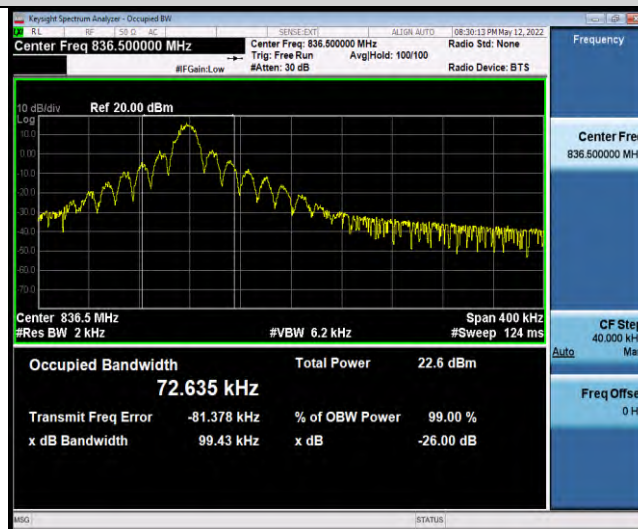 Keysight Spectrum Analyzer - Occupied BW
RL RF 50 Ω AC SENSE:EXT ALIGN AUTO 08:30:13 PM May 12, 2022
Center Freq 836.500000 MHz
Center Freq: 836.500000 MHz Radio Std: None
Trig: Free Run Avg|Hold: 100/100
#IFGain:Low #Atten: 30 dB Radio Device: BTS
Frequency
10 dB/div Ref 20.00 dBm
Log
10.0
0.00
-10.0
-20.0
-30.0
-40.0
-50.0
-60.0
-70.0
Center 836.5 MHz Span 400 kHz
#Res BW 2 kHz #VBW 6.2 kHz #Sweep 124 ms
Occupied Bandwidth Total Power 22.6 dBm
72.635 kHz
Transmit Freq Error -81.378 kHz % of OBW Power 99.00 %
x dB Bandwidth 99.43 kHz x dB -26.00 dB
Center Fre
836.500000 MH
CF Ste
40.000 kH
Auto Ma
Freq Offse
0 H
MSG STATUS